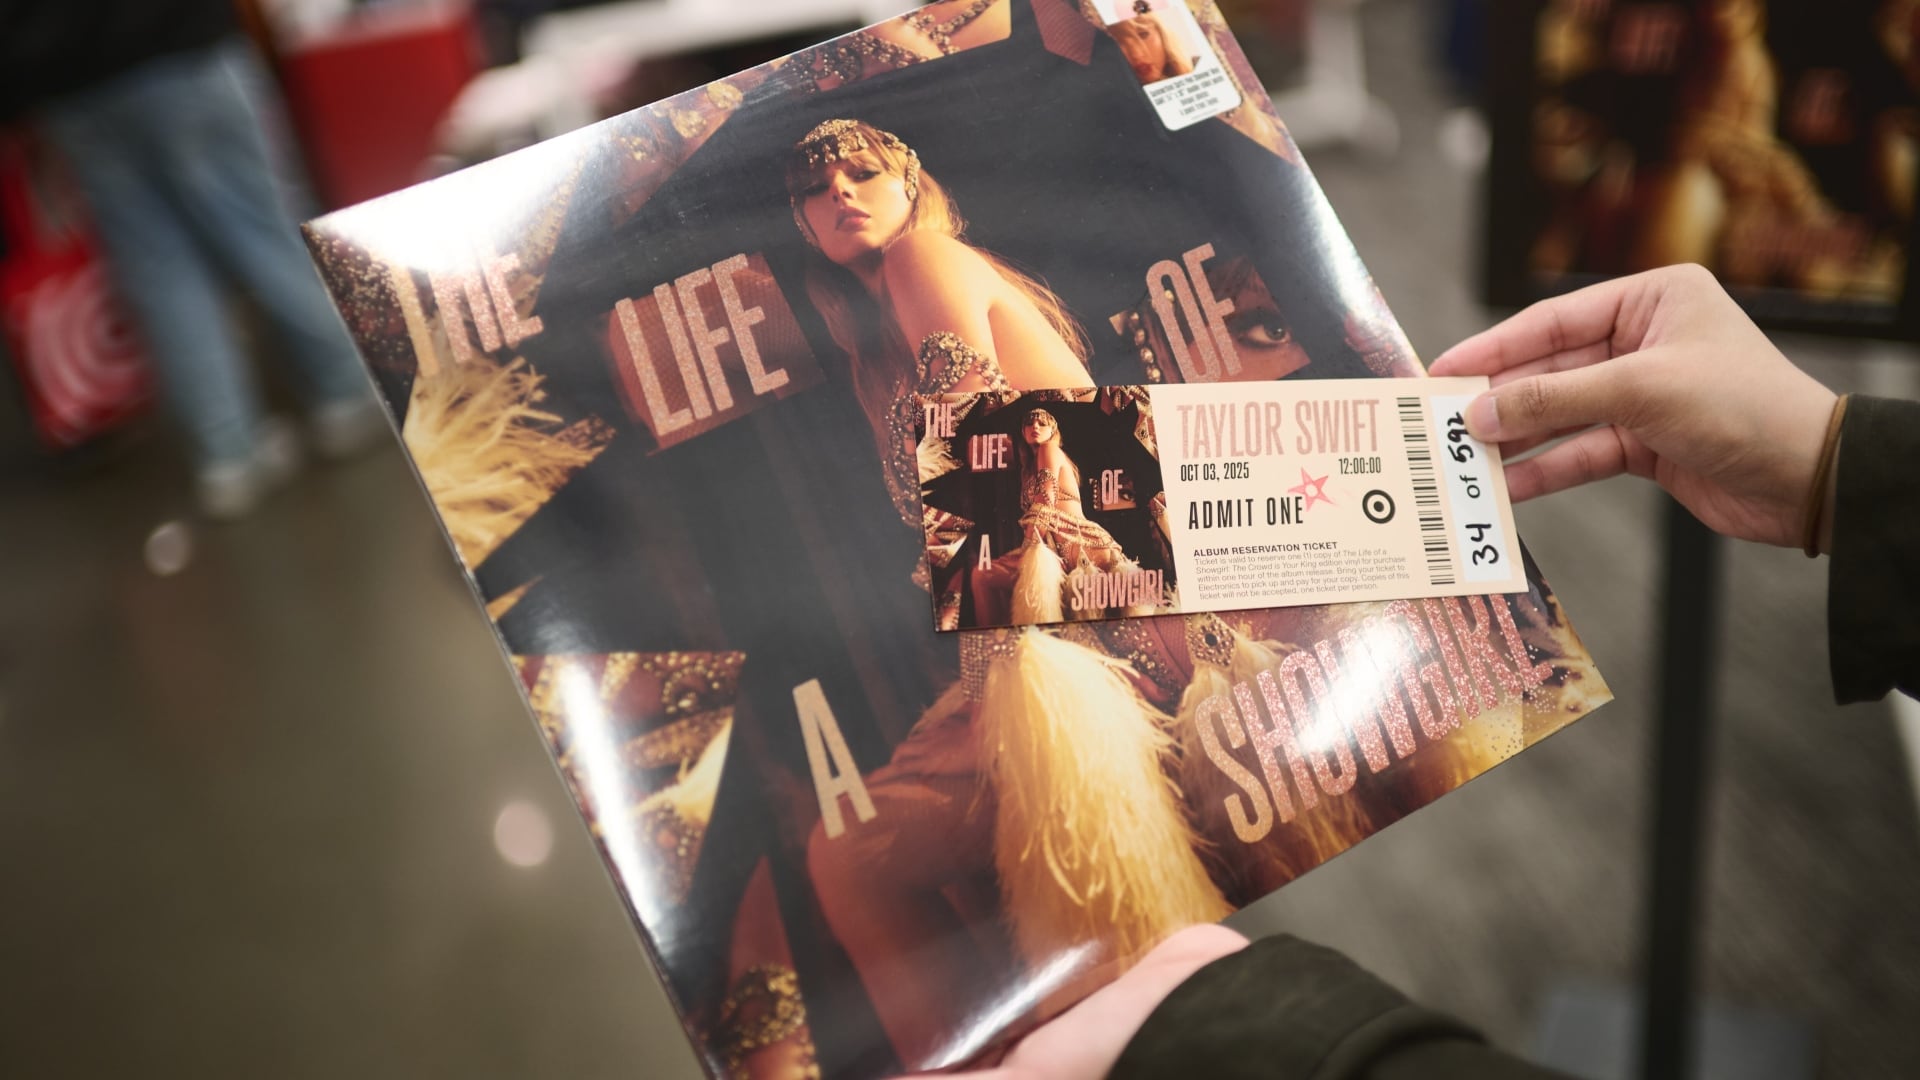 THE
LIFE
OF
A
SHOWGIRL
THE
LIFE
OF
A
SHOWGIRL
TAYLOR SWIFT
OCT 03, 2025 12:00:00
ADMIT ONE
ALBUM RESERVATION TICKET
Ticket is valid to reserve one (1) copy of The Life of a
Showgirl: The Crowd is Your King edition vinyl for purchase
within one hour of the album release. Bring your ticket to
Electronics to pick up and pay for your copy. Copies of this
ticket will not be accepted, one ticket per person.
34 of 592